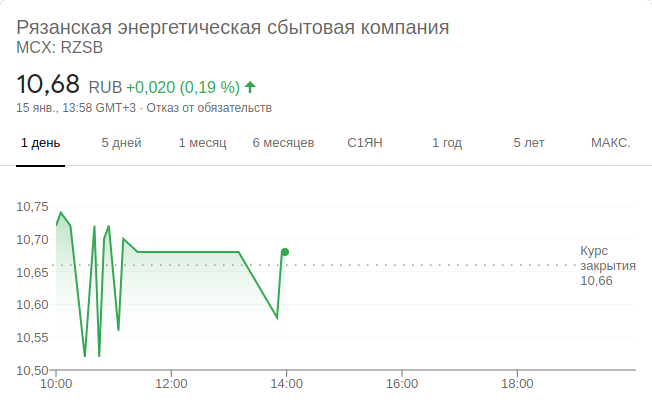 Рязанская энергетическая сбытовая компания
MCX: RZSB
10,68 RUB +0,020 (0,19 %)
15 янв., 13:58 GMT+3 · Отказ от обязательств
1 день 5 дней 1 месяц 6 месяцев С1ЯН 1 год 5 лет МАКС.
10,75
10,70
10,65
10,60
10,55
10,50
Курс
закрытия
10,66
10:00 12:00 14:00 16:00 18:00